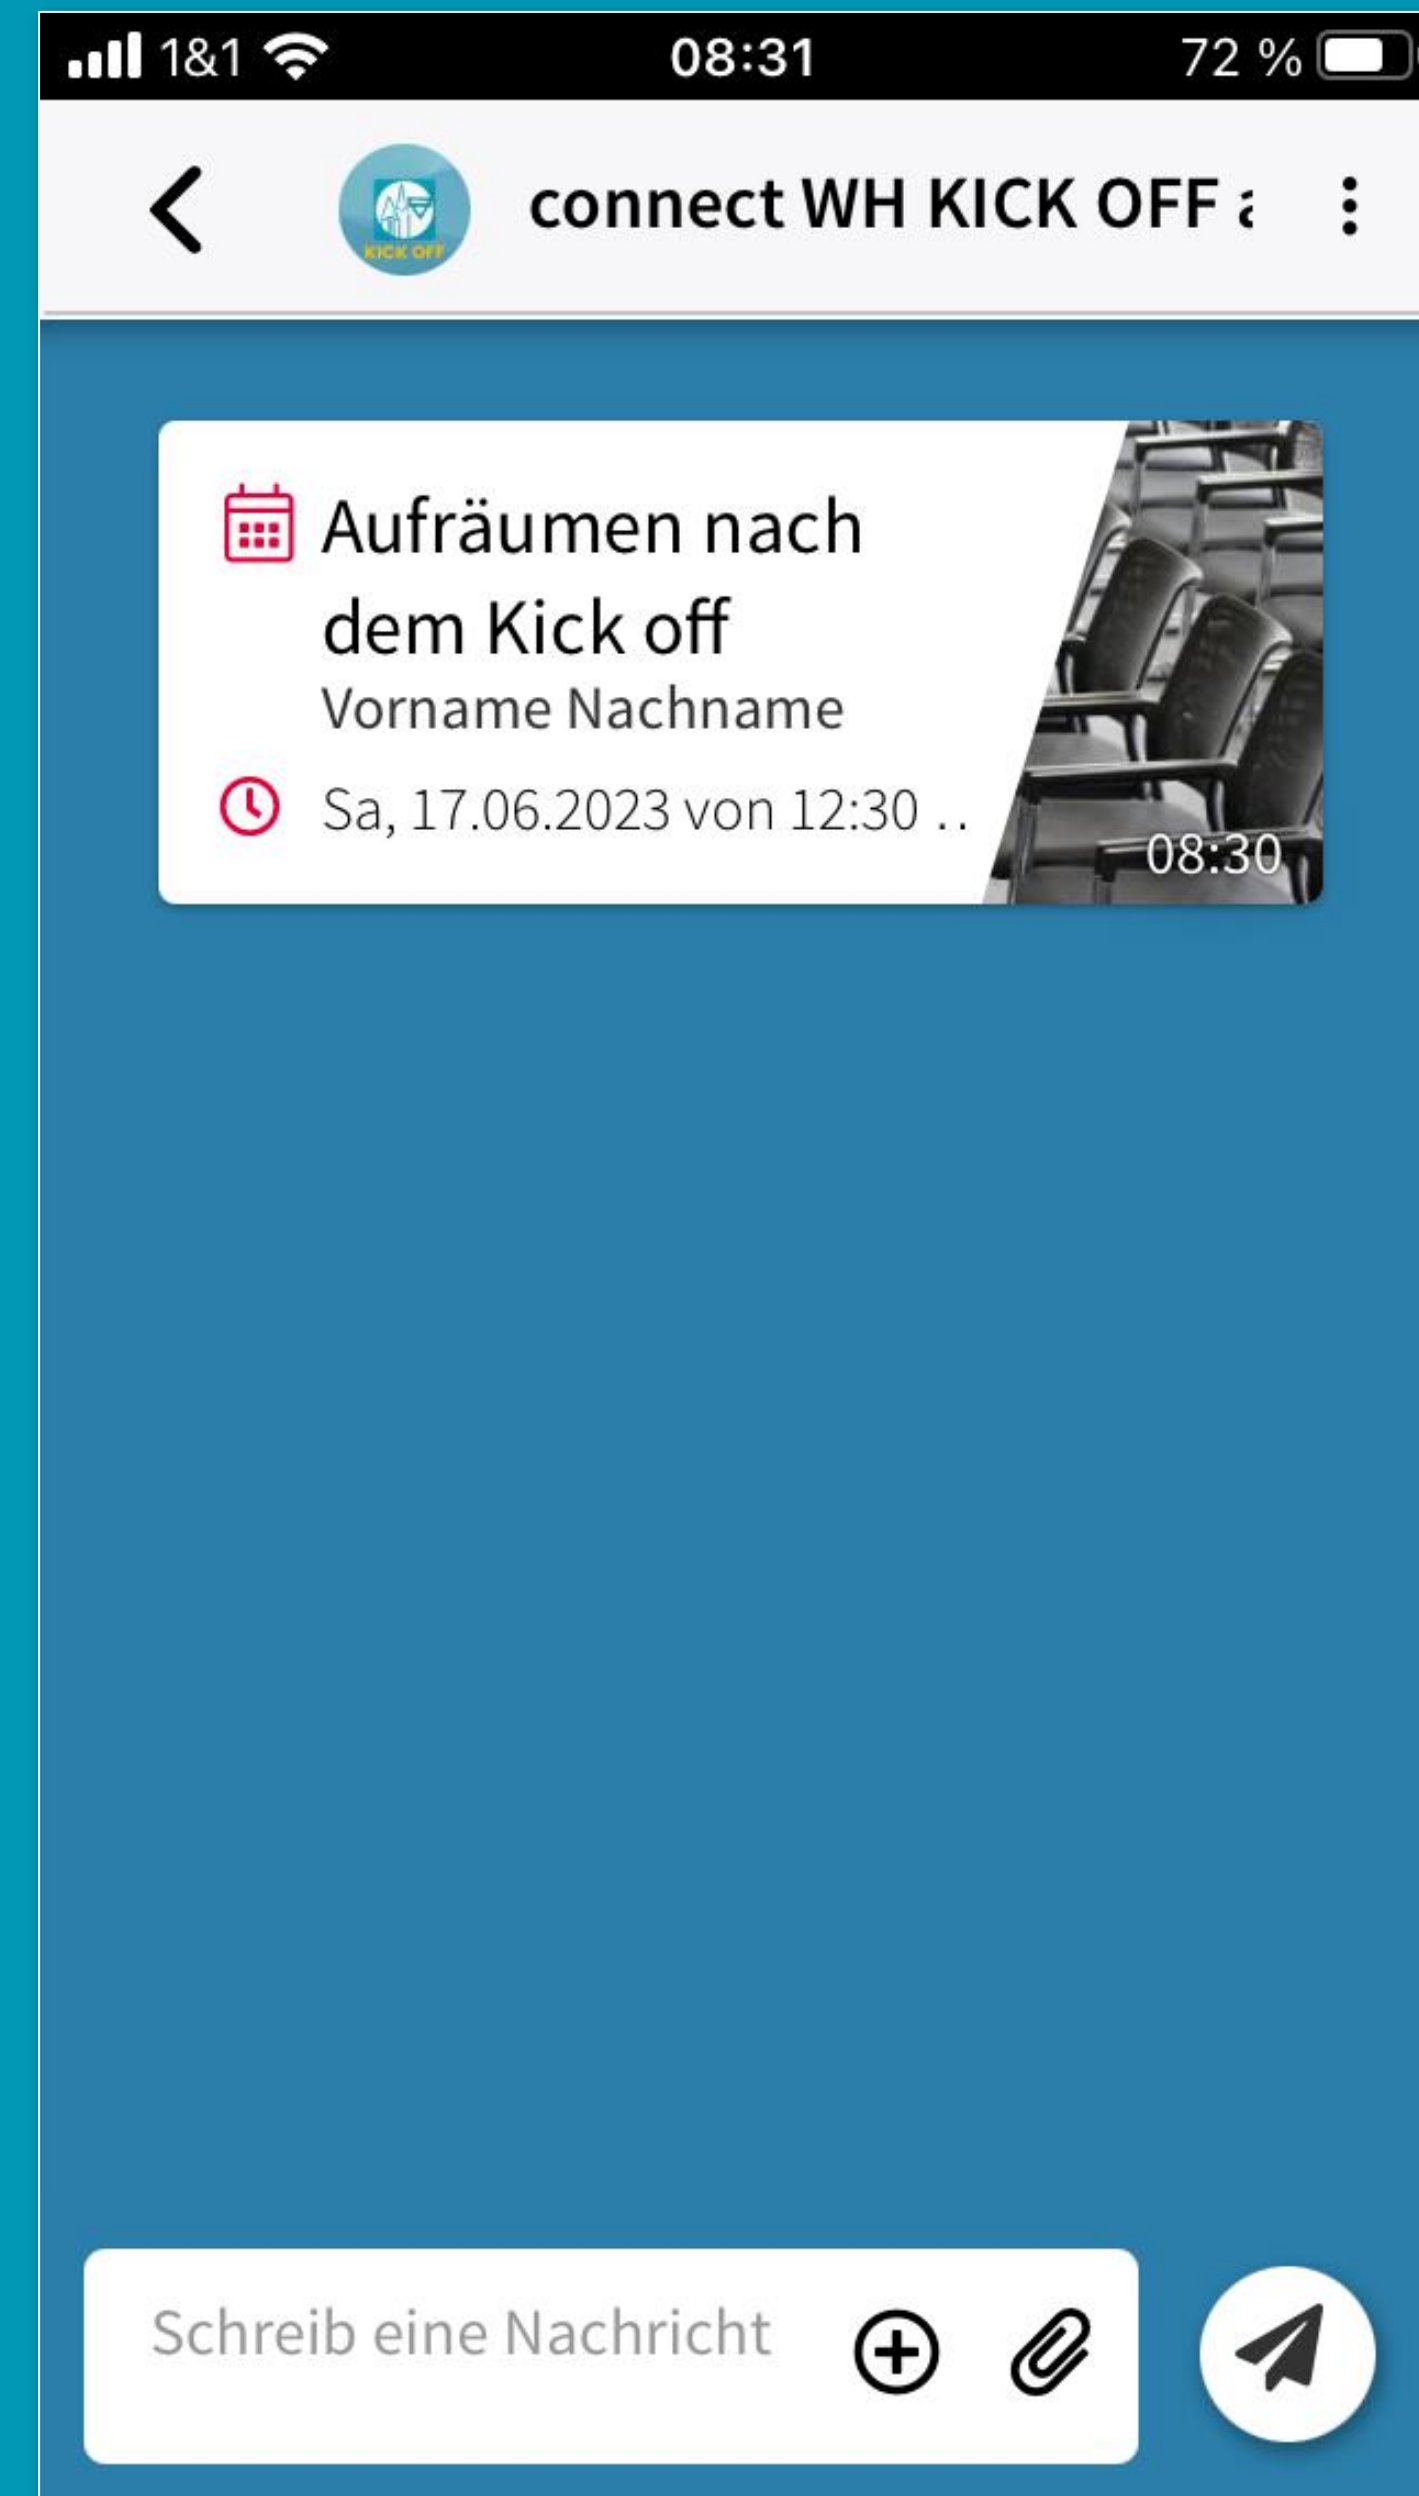 1&1 08:31 72 %
KICK OFF
connect WH KICK OFF
Aufräumen nach
dem Kick off
Vorname Nachname
Sa, 17.06.2023 von 12:30 ..
08:30
Schreib eine Nachricht